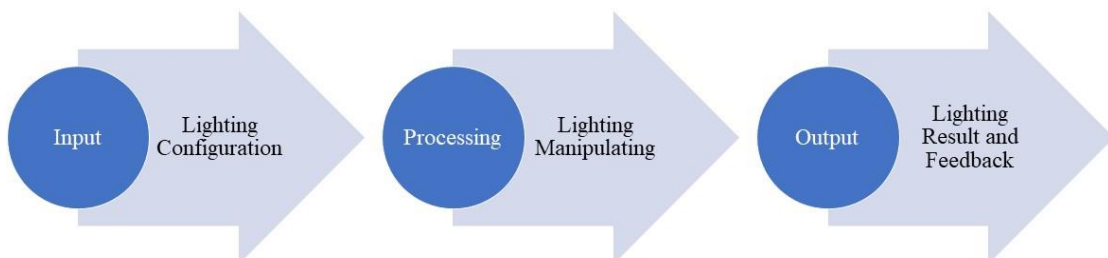 Input
Lighting
Configuration
Processing
Lighting
Manipulating
Output
Lighting
Result and
Feedback